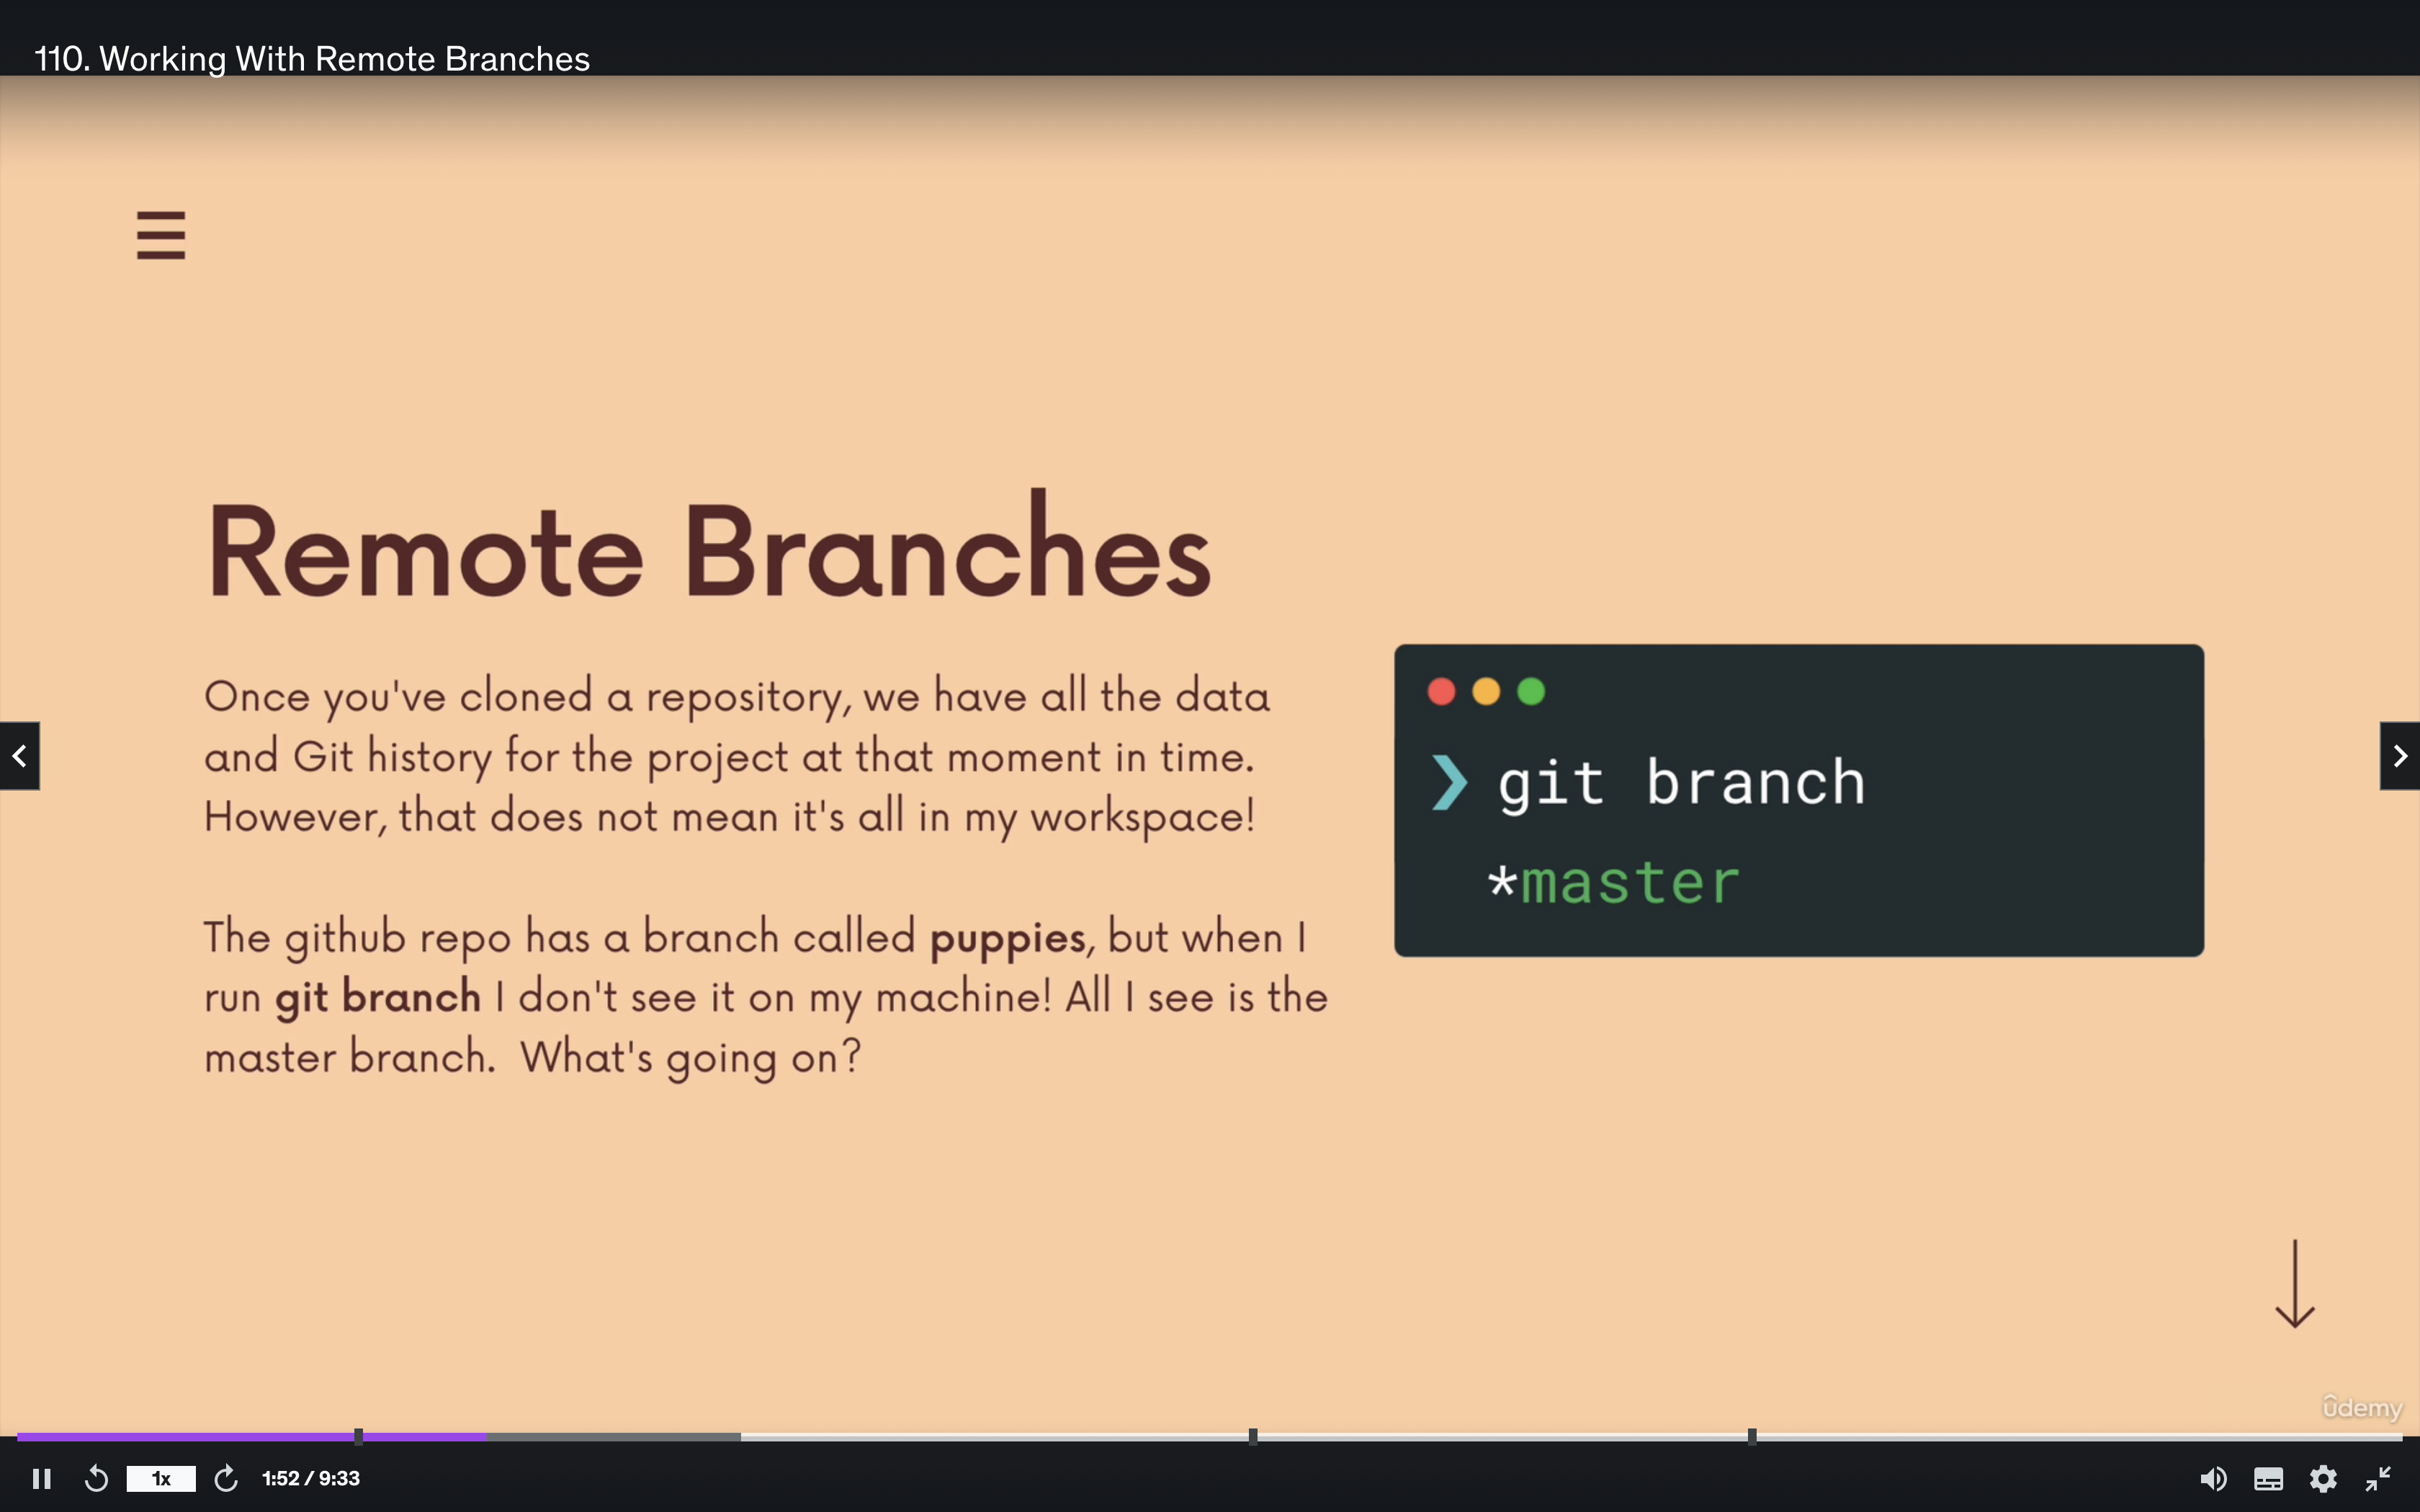 110. Working With Remote Branches
Remote Branches
Once you've cloned a repository, we have all the data
and Git history for the project at that moment in time.
However, that does not mean it's all in my workspace!
The github repo has a branch called puppies, but when I
run git branch I don't see it on my machine! All I see is the
master branch.  What's going on?
❯ git branch
*master
ûdemy
1x
1:52 / 9:33